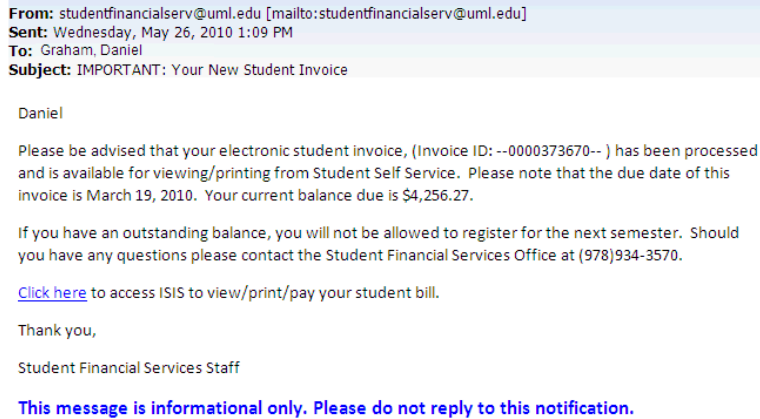 From: studentfinancialserv@uml.edu [mailto:studentfinancialserv@uml.edu]
Sent: Wednesday, May 26, 2010 1:09 PM
To: Graham, Daniel
Subject: IMPORTANT: Your New Student Invoice
Daniel
Please be advised that your electronic student invoice, (Invoice ID: --0000373670-- ) has been processed
and is available for viewing/printing from Student Self Service. Please note that the due date of this
invoice is March 19, 2010. Your current balance due is $4,256.27.
If you have an outstanding balance, you will not be allowed to register for the next semester. Should
you have any questions please contact the Student Financial Services Office at (978)934-3570.
Click here to access ISIS to view/print/pay your student bill.
Thank you,
Student Financial Services Staff
This message is informational only. Please do not reply to this notification.